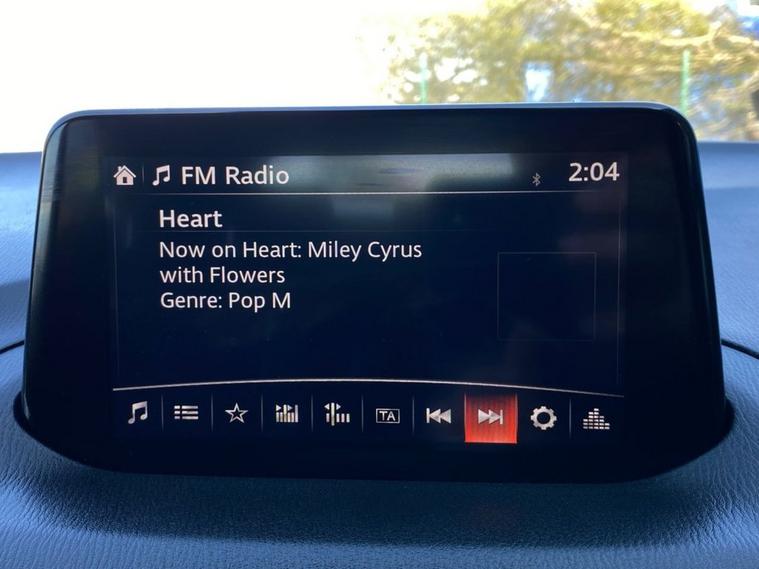 FM Radio
2:04
Heart
Now on Heart: Miley Cyrus
with Flowers
Genre: Pop M
TA